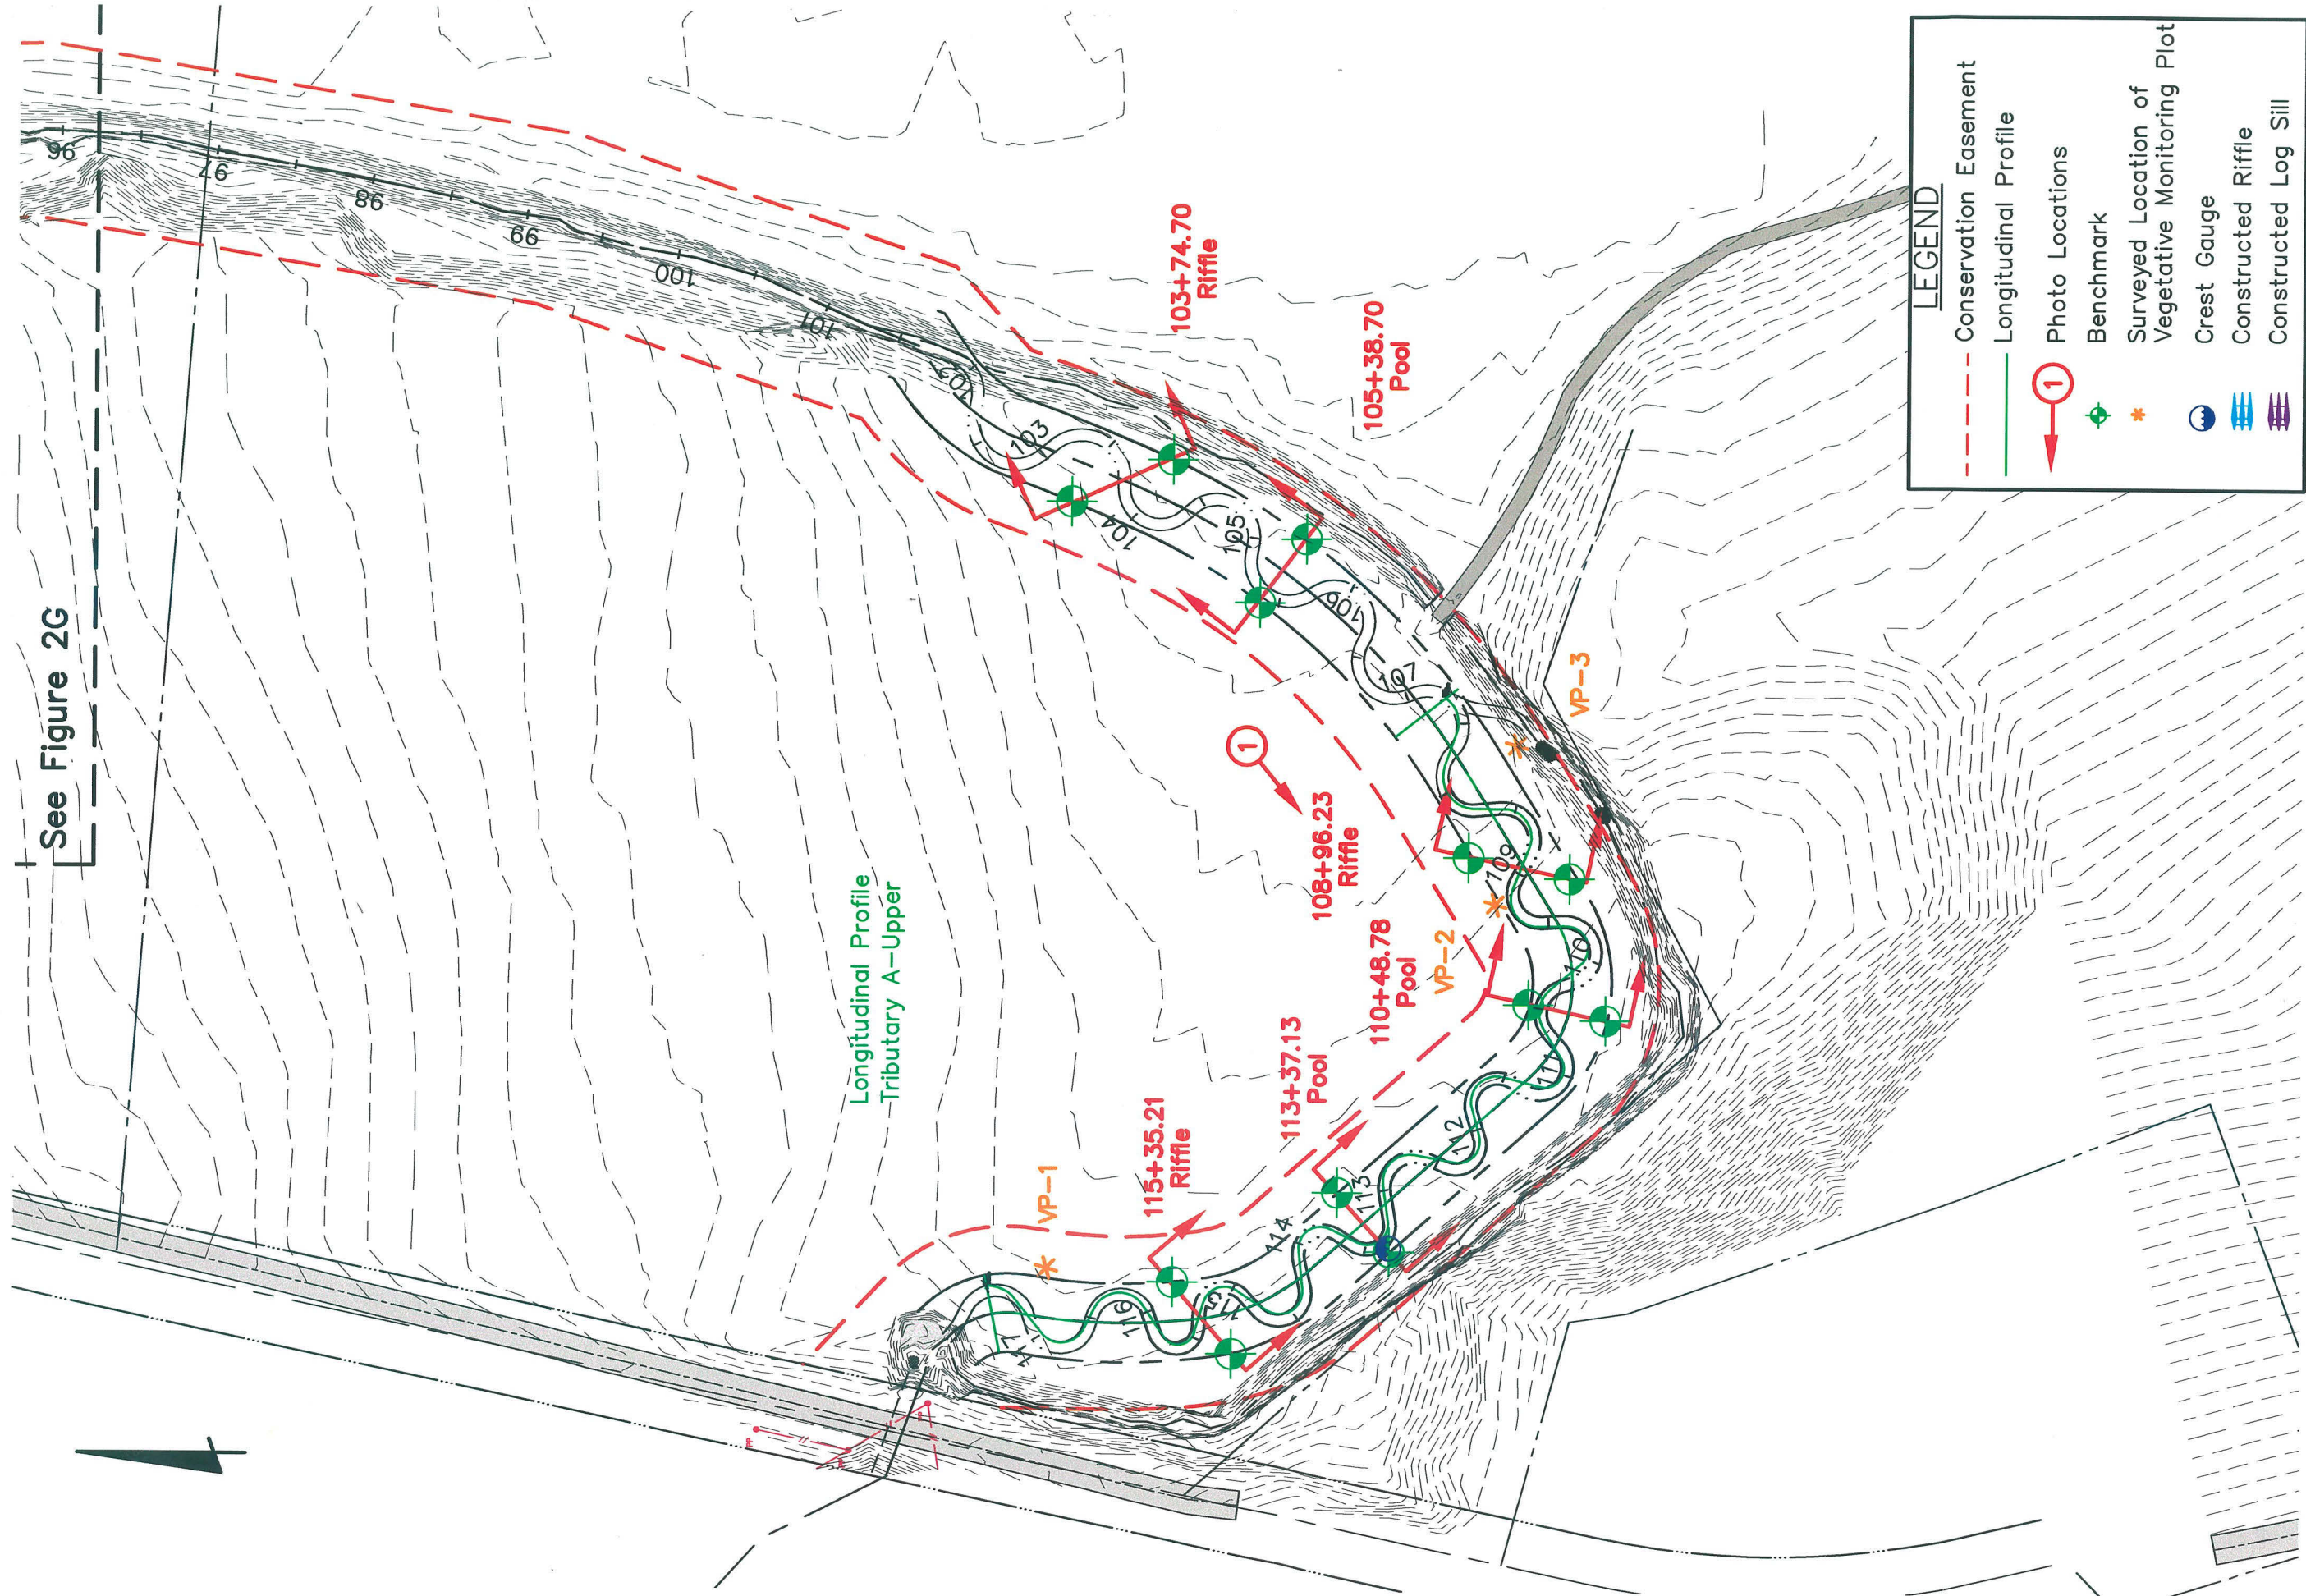 See Figure 2G
96
97
98
99
100
101
102
103
104
105
106
107
109
110
111
112
113
114
115
116
117
103+74.70
Riffle
105+38.70
Pool
108+96.23
Riffle
110+48.78
Pool
113+37.13
Pool
115+35.21
Riffle
VP-1
VP-2
VP-3
1
Longitudinal Profile
Tributary A-Upper
LEGEND
Conservation Easement
Longitudinal Profile
1
Photo Locations
Benchmark
Surveyed Location of
Vegetative Monitoring Plot
Crest Gauge
Constructed Riffle
Constructed Log Sill